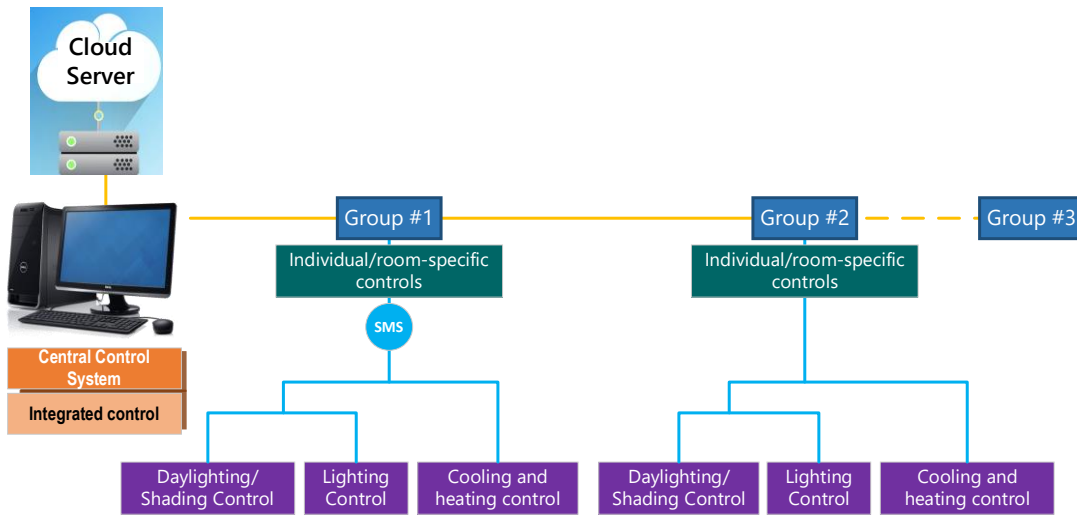 Cloud
Server
Group #1
Group #2
Group #3
Individual/room-specific
controls
Individual/room-specific
controls
SMS
Central Control
System
Integrated control
Daylighting/
Shading Control
Lighting
Control
Cooling and
heating control
Daylighting/
Shading Control
Lighting
Control
Cooling and
heating control